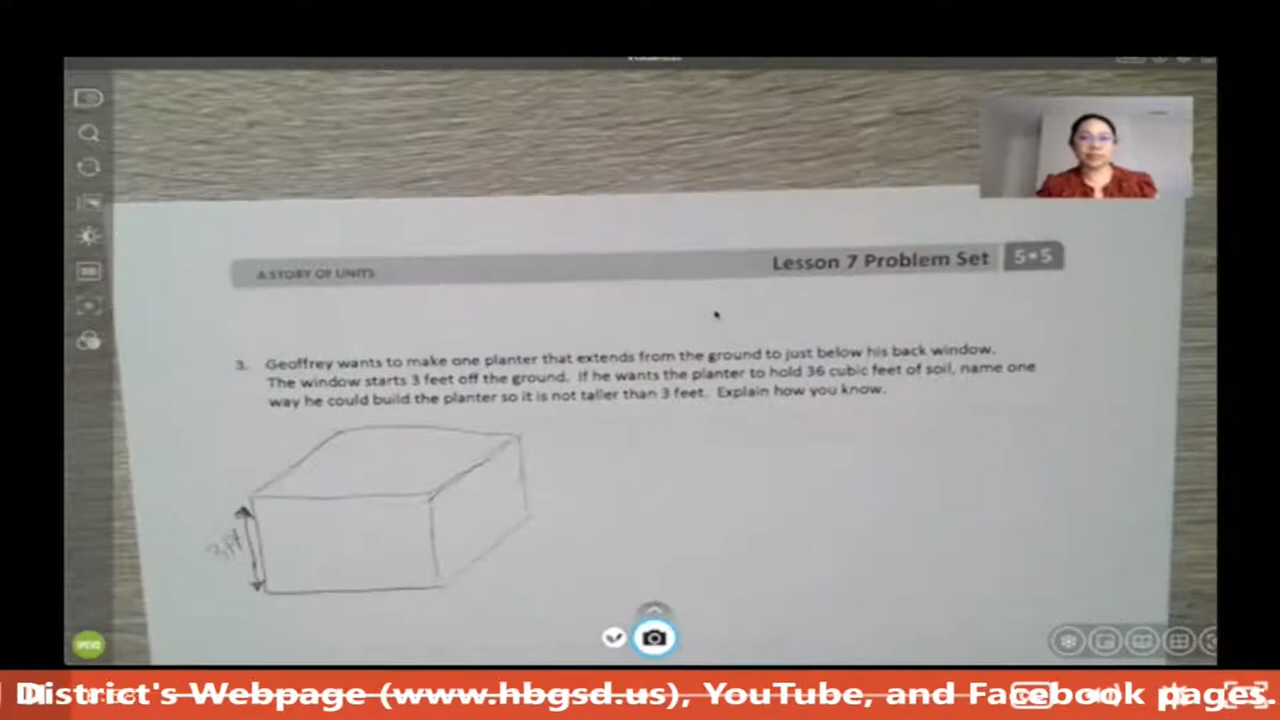 A STORY OF UNITS
Lesson 7 Problem Set
5•5
3. Geoffrey wants to make one planter that extends from the ground to just below his back window.
The window starts 3 feet off the ground. If he wants the planter to hold 36 cubic feet of soil, name one
way he could build the planter so it is not taller than 3 feet. Explain how you know.
3ft
District's Webpage (www.hbgsd.us), YouTube, and Facebook pages.